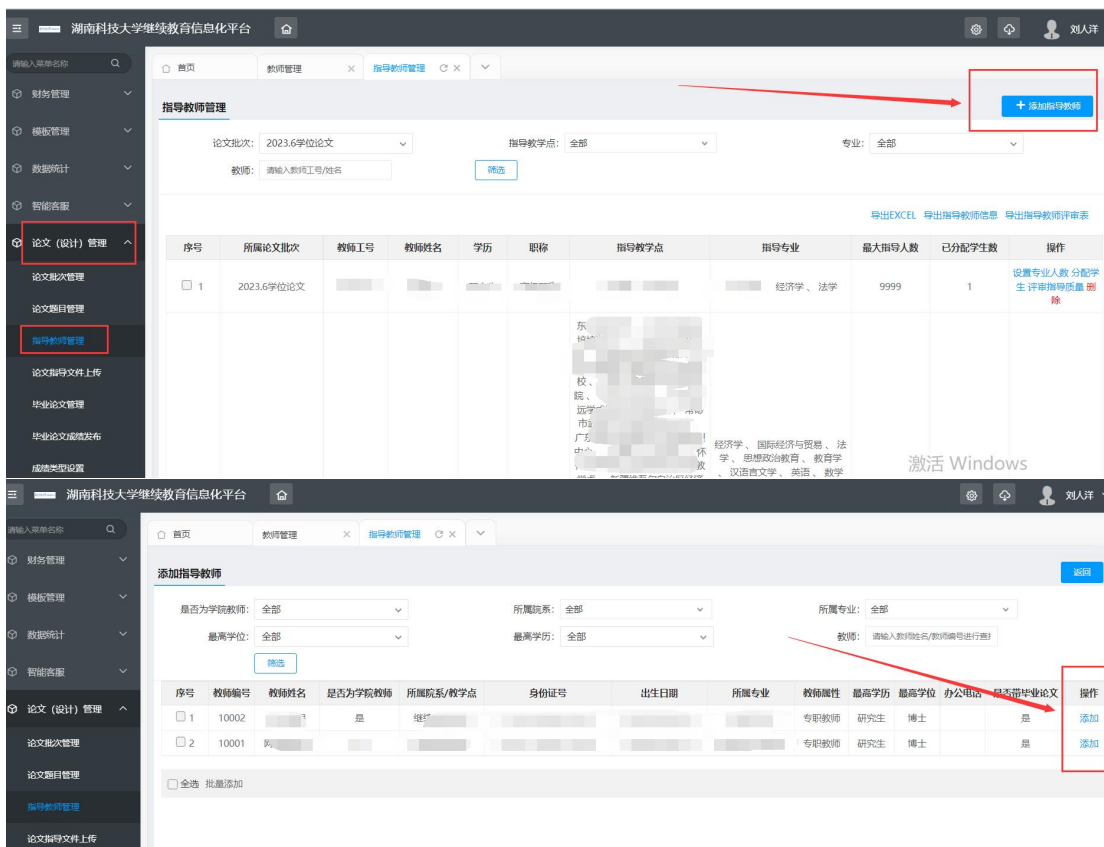 湖南科技大学继续教育信息化平台
刘人洋
请输入菜单名称
首页 教师管理 指导教师管理
财务管理
指导教师管理
+ 添加指导教师
模板管理
论文批次: 2023.6学位论文 指导教学点: 全部 专业: 全部
数据统计
教师: 请输入教师工号/姓名 筛选
智能客服
导出EXCEL 导出指导教师信息 导出指导教师评审表
论文（设计）管理
序号 所属论文批次 教师工号 教师姓名 学历 职称 指导教学点 指导专业 最大指导人数 已分配学生数 操作
论文批次管理
1 2023.6学位论文 经济学 、 法学 9999 1
设置专业人数 分配学
生 评审指导质量 删
除
论文题目管理
指导教师管理
东
论文指导文件上传
校 、
院 、
毕业论文管理
远学
市
广东
毕业论文成绩发布
中心
怀
教
经济学 、 国际经济与贸易 、 法
学 、 思想政治教育 、 教育学
、 汉语言文学 、 英语 、 数学
成绩类型设置
激活 Windows
湖南科技大学继续教育信息化平台
刘人洋
请输入菜单名称
首页 教师管理 指导教师管理
财务管理
添加指导教师
返回
模板管理
是否为学院教师: 全部 所属院系: 全部 所属专业: 全部
数据统计
最高学位: 全部 最高学历: 全部 教师: 请输入教师姓名/教师编号进行查
筛选
智能客服
序号 教师编号 教师姓名 是否为学院教师 所属院系/教学点 身份证号 出生日期 所属专业 教师属性 最高学历 最高学位 办公电话 是否带毕业论文 操作
论文（设计）管理
1 10002 是 继续 专职教师 研究生 博士 是 添加
论文批次管理
2 10001 专职教师 研究生 博士 是 添加
论文题目管理
全选 批量添加
指导教师管理
论文指导文件上传